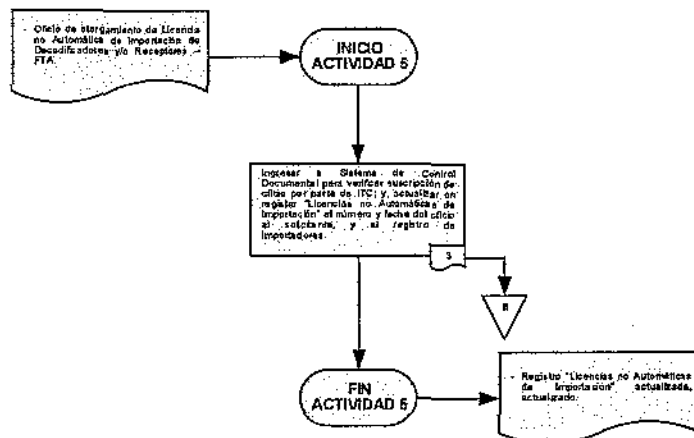 - Oficio de otorgamiento de Licencia
no Automática de Importación de
Decodificadores y/o Receptores –
FTA.
INICIO
ACTIVIDAD 5
Ingresar a Sistema de Control
Documental para verificar suscripción de
oficio por parte de ITC; y, actualizar en
register "Licencias no Automáticas de
Importación" el número y fecha del oficio
al solicitante, y al registro de
Importadores.
3
FIN
ACTIVIDAD 5
- Registro "Licencias no Automáticas
de Importación" actualizada,
actualizado.